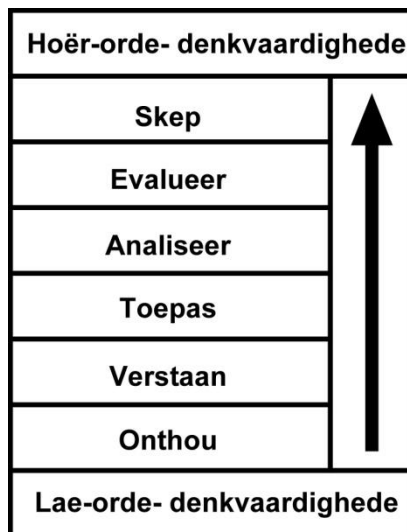 Hoër-orde- denkvaardighede
Skep
Evalueer
Analiseer
Toepas
Verstaan
Onthou
Lae-orde- denkvaardighede